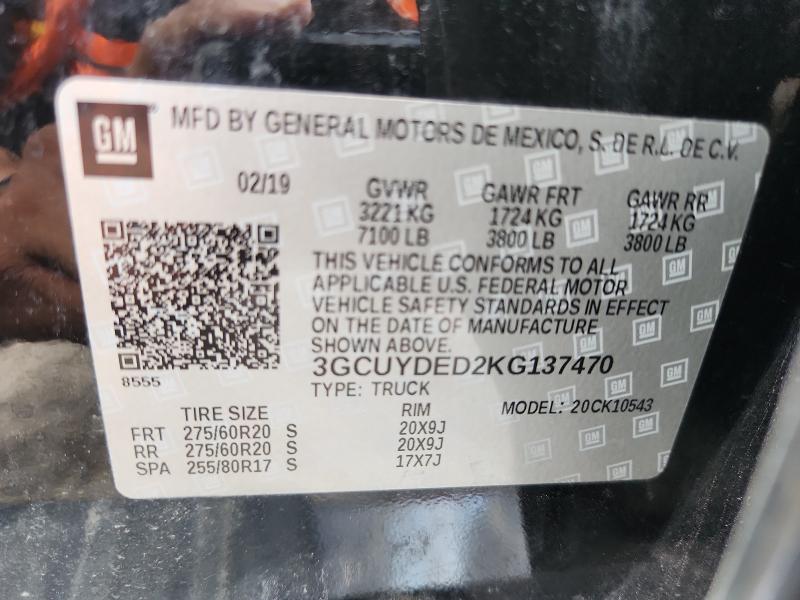 GM MFD BY GENERAL MOTORS DE MEXICO, S. DE R.L. DE C.V.
02/19
GVWR GAWR FRT GAWR RR
3221 KG 1724 KG 1724 KG
7100 LB 3800 LB 3800 LB
THIS VEHICLE CONFORMS TO ALL
APPLICABLE U.S. FEDERAL MOTOR
VEHICLE SAFETY STANDARDS IN EFFECT
ON THE DATE OF MANUFACTURE
SHOWN ABOVE.
3GCUYDED2KG137470
8555
TYPE: TRUCK
MODEL: 20CK10543
TIRE SIZE RIM
FRT 275/60R20 S 20X9J
RR 275/60R20 S 20X9J
SPA 255/80R17 S 17X7J